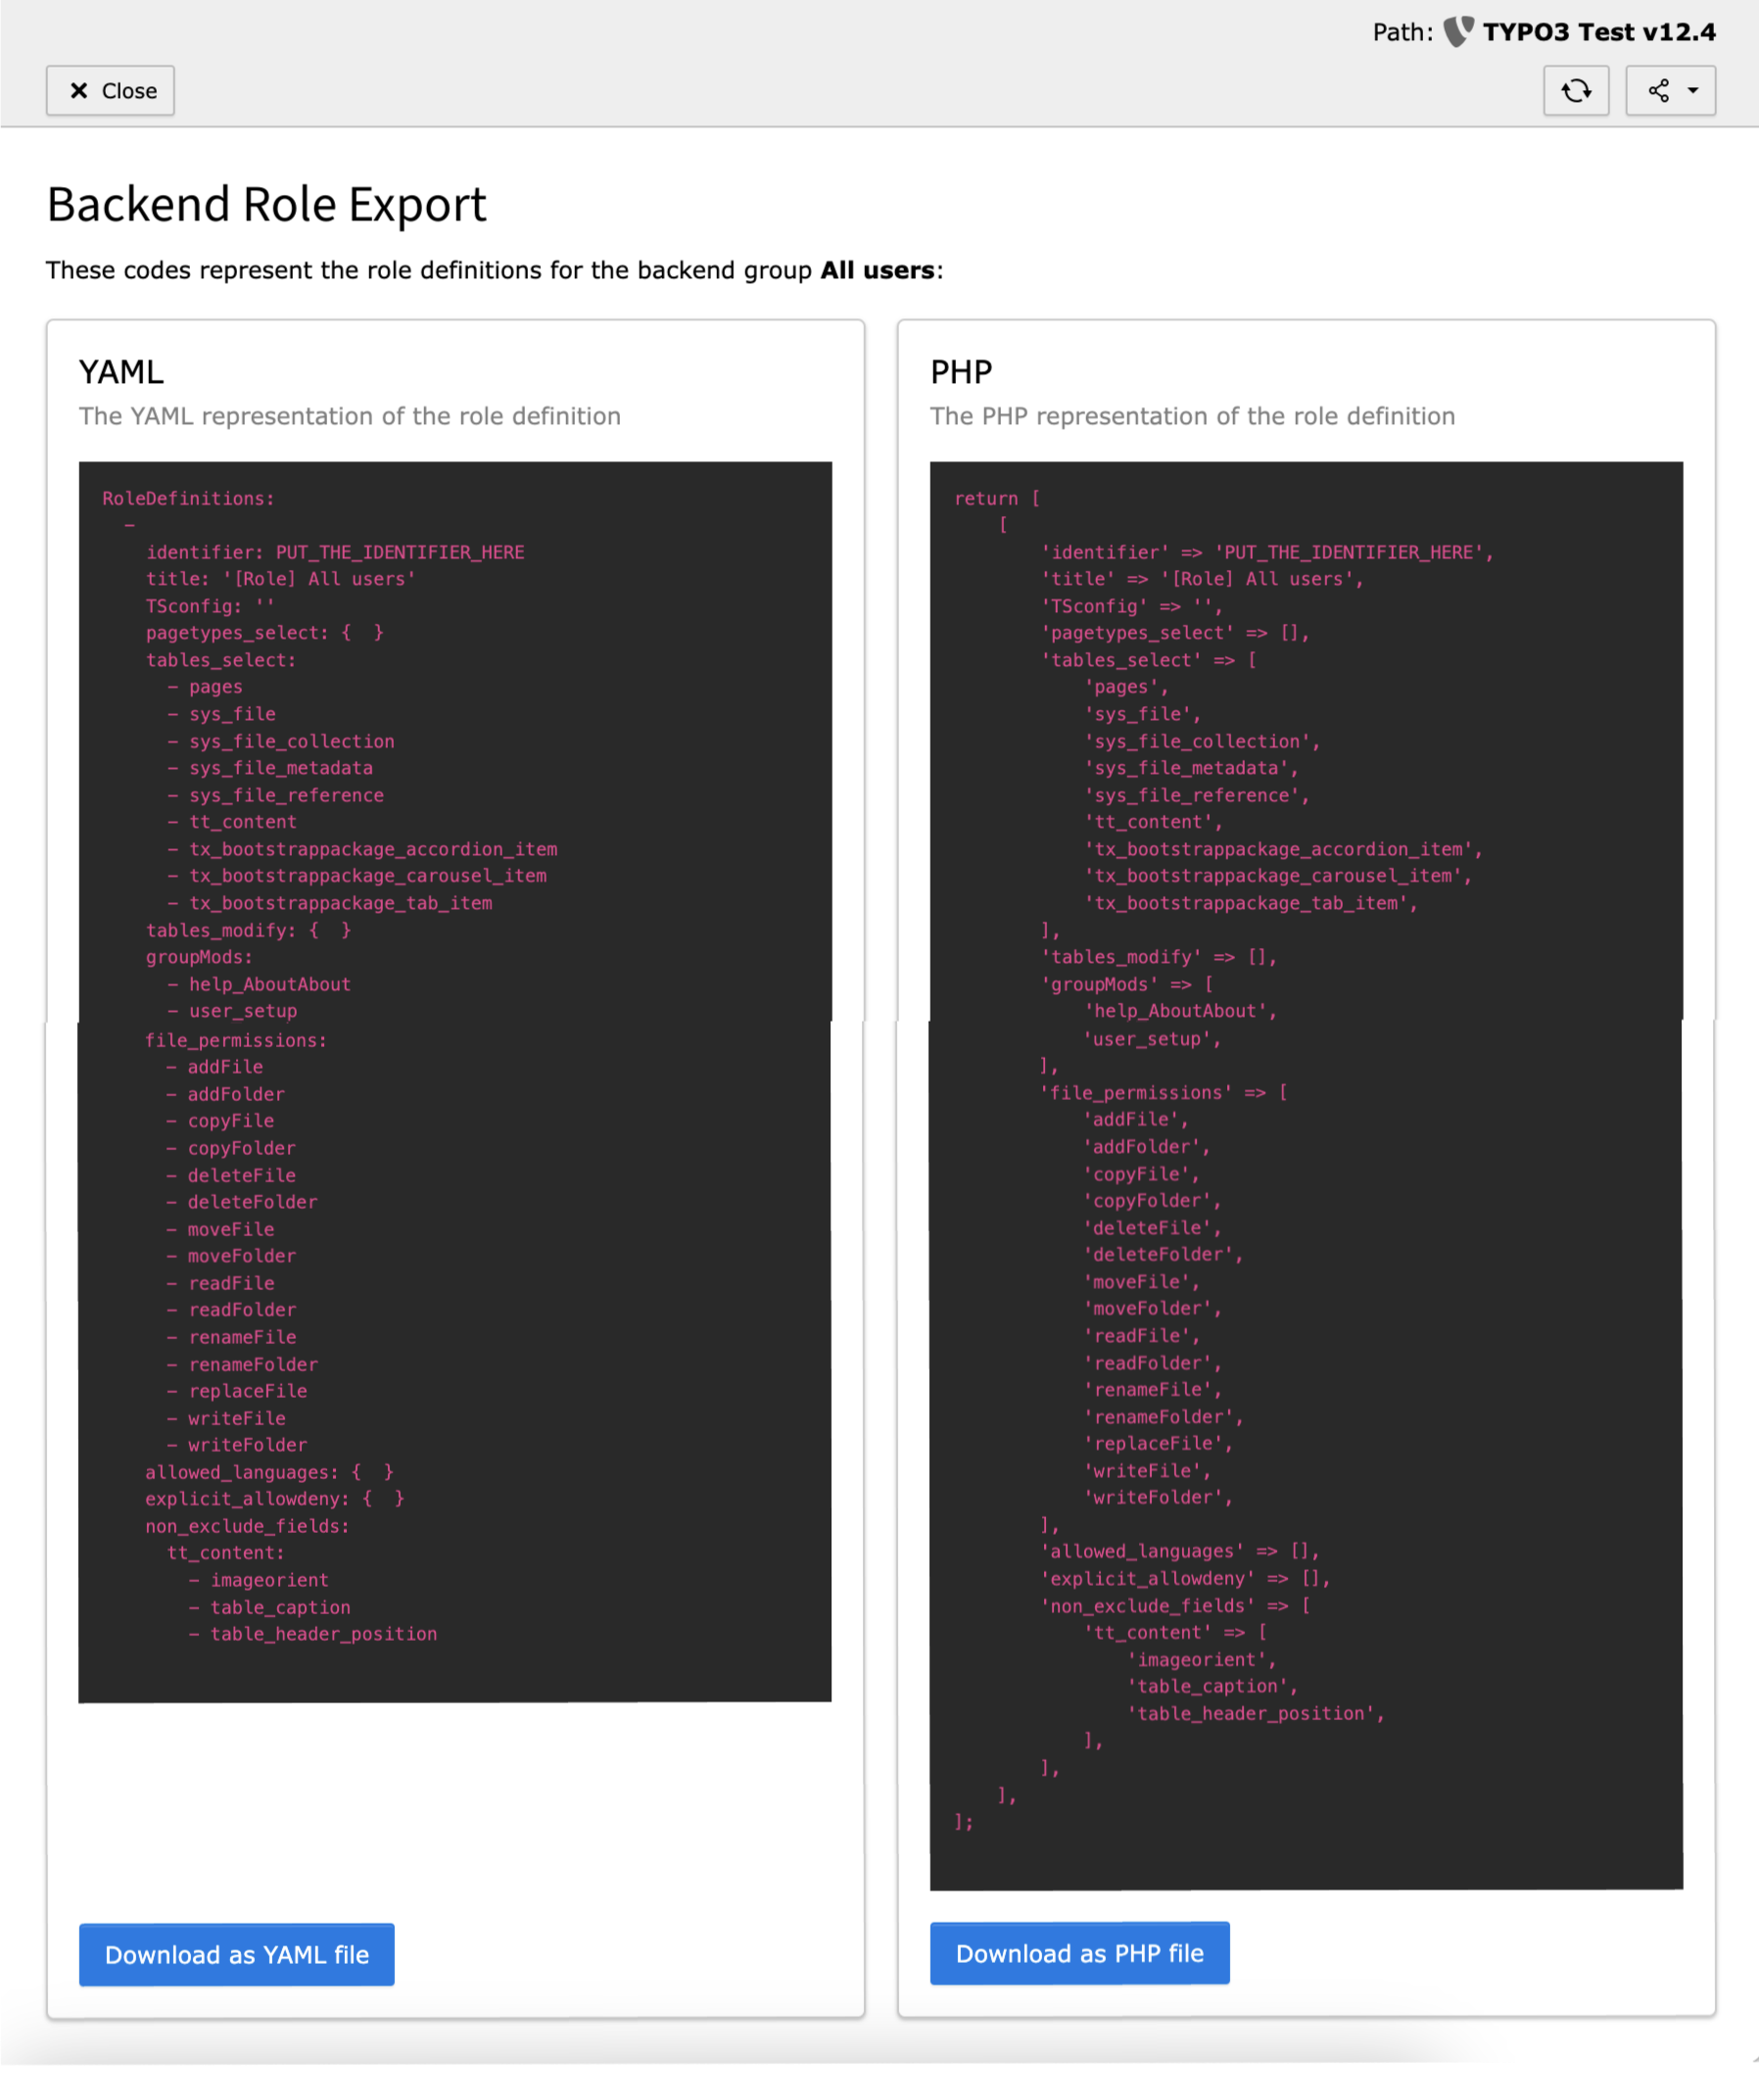 Path: TYPO3 Test v12.4
Close
Backend Role Export
These codes represent the role definitions for the backend group All users:
YAML
The YAML representation of the role definition
RoleDefinitions:
  -
    identifier: PUT_THE_IDENTIFIER_HERE
    title: '[Role] All users'
    TSconfig: ''
    pagetypes_select: {  }
    tables_select:
      - pages
      - sys_file
      - sys_file_collection
      - sys_file_metadata
      - sys_file_reference
      - tt_content
      - tx_bootstrappackage_accordion_item
      - tx_bootstrappackage_carousel_item
      - tx_bootstrappackage_tab_item
    tables_modify: {  }
    groupMods:
      - help_AboutAbout
      - user_setup
    file_permissions:
      - addFile
      - addFolder
      - copyFile
      - copyFolder
      - deleteFile
      - deleteFolder
      - moveFile
      - moveFolder
      - readFile
      - readFolder
      - renameFile
      - renameFolder
      - replaceFile
      - writeFile
      - writeFolder
    allowed_languages: {  }
    explicit_allowdeny: {  }
    non_exclude_fields:
      tt_content:
        - imageorient
        - table_caption
        - table_header_position
Download as YAML file
PHP
The PHP representation of the role definition
return [
    [
        'identifier' => 'PUT_THE_IDENTIFIER_HERE',
        'title' => '[Role] All users',
        'TSconfig' => '',
        'pagetypes_select' => [],
        'tables_select' => [
            'pages',
            'sys_file',
            'sys_file_collection',
            'sys_file_metadata',
            'sys_file_reference',
            'tt_content',
            'tx_bootstrappackage_accordion_item',
            'tx_bootstrappackage_carousel_item',
            'tx_bootstrappackage_tab_item',
        ],
        'tables_modify' => [],
        'groupMods' => [
            'help_AboutAbout',
            'user_setup',
        ],
        'file_permissions' => [
            'addFile',
            'addFolder',
            'copyFile',
            'copyFolder',
            'deleteFile',
            'deleteFolder',
            'moveFile',
            'moveFolder',
            'readFile',
            'readFolder',
            'renameFile',
            'renameFolder',
            'replaceFile',
            'writeFile',
            'writeFolder',
        ],
        'allowed_languages' => [],
        'explicit_allowdeny' => [],
        'non_exclude_fields' => [
            'tt_content' => [
                'imageorient',
                'table_caption',
                'table_header_position',
            ],
        ],
    ],
];
Download as PHP file